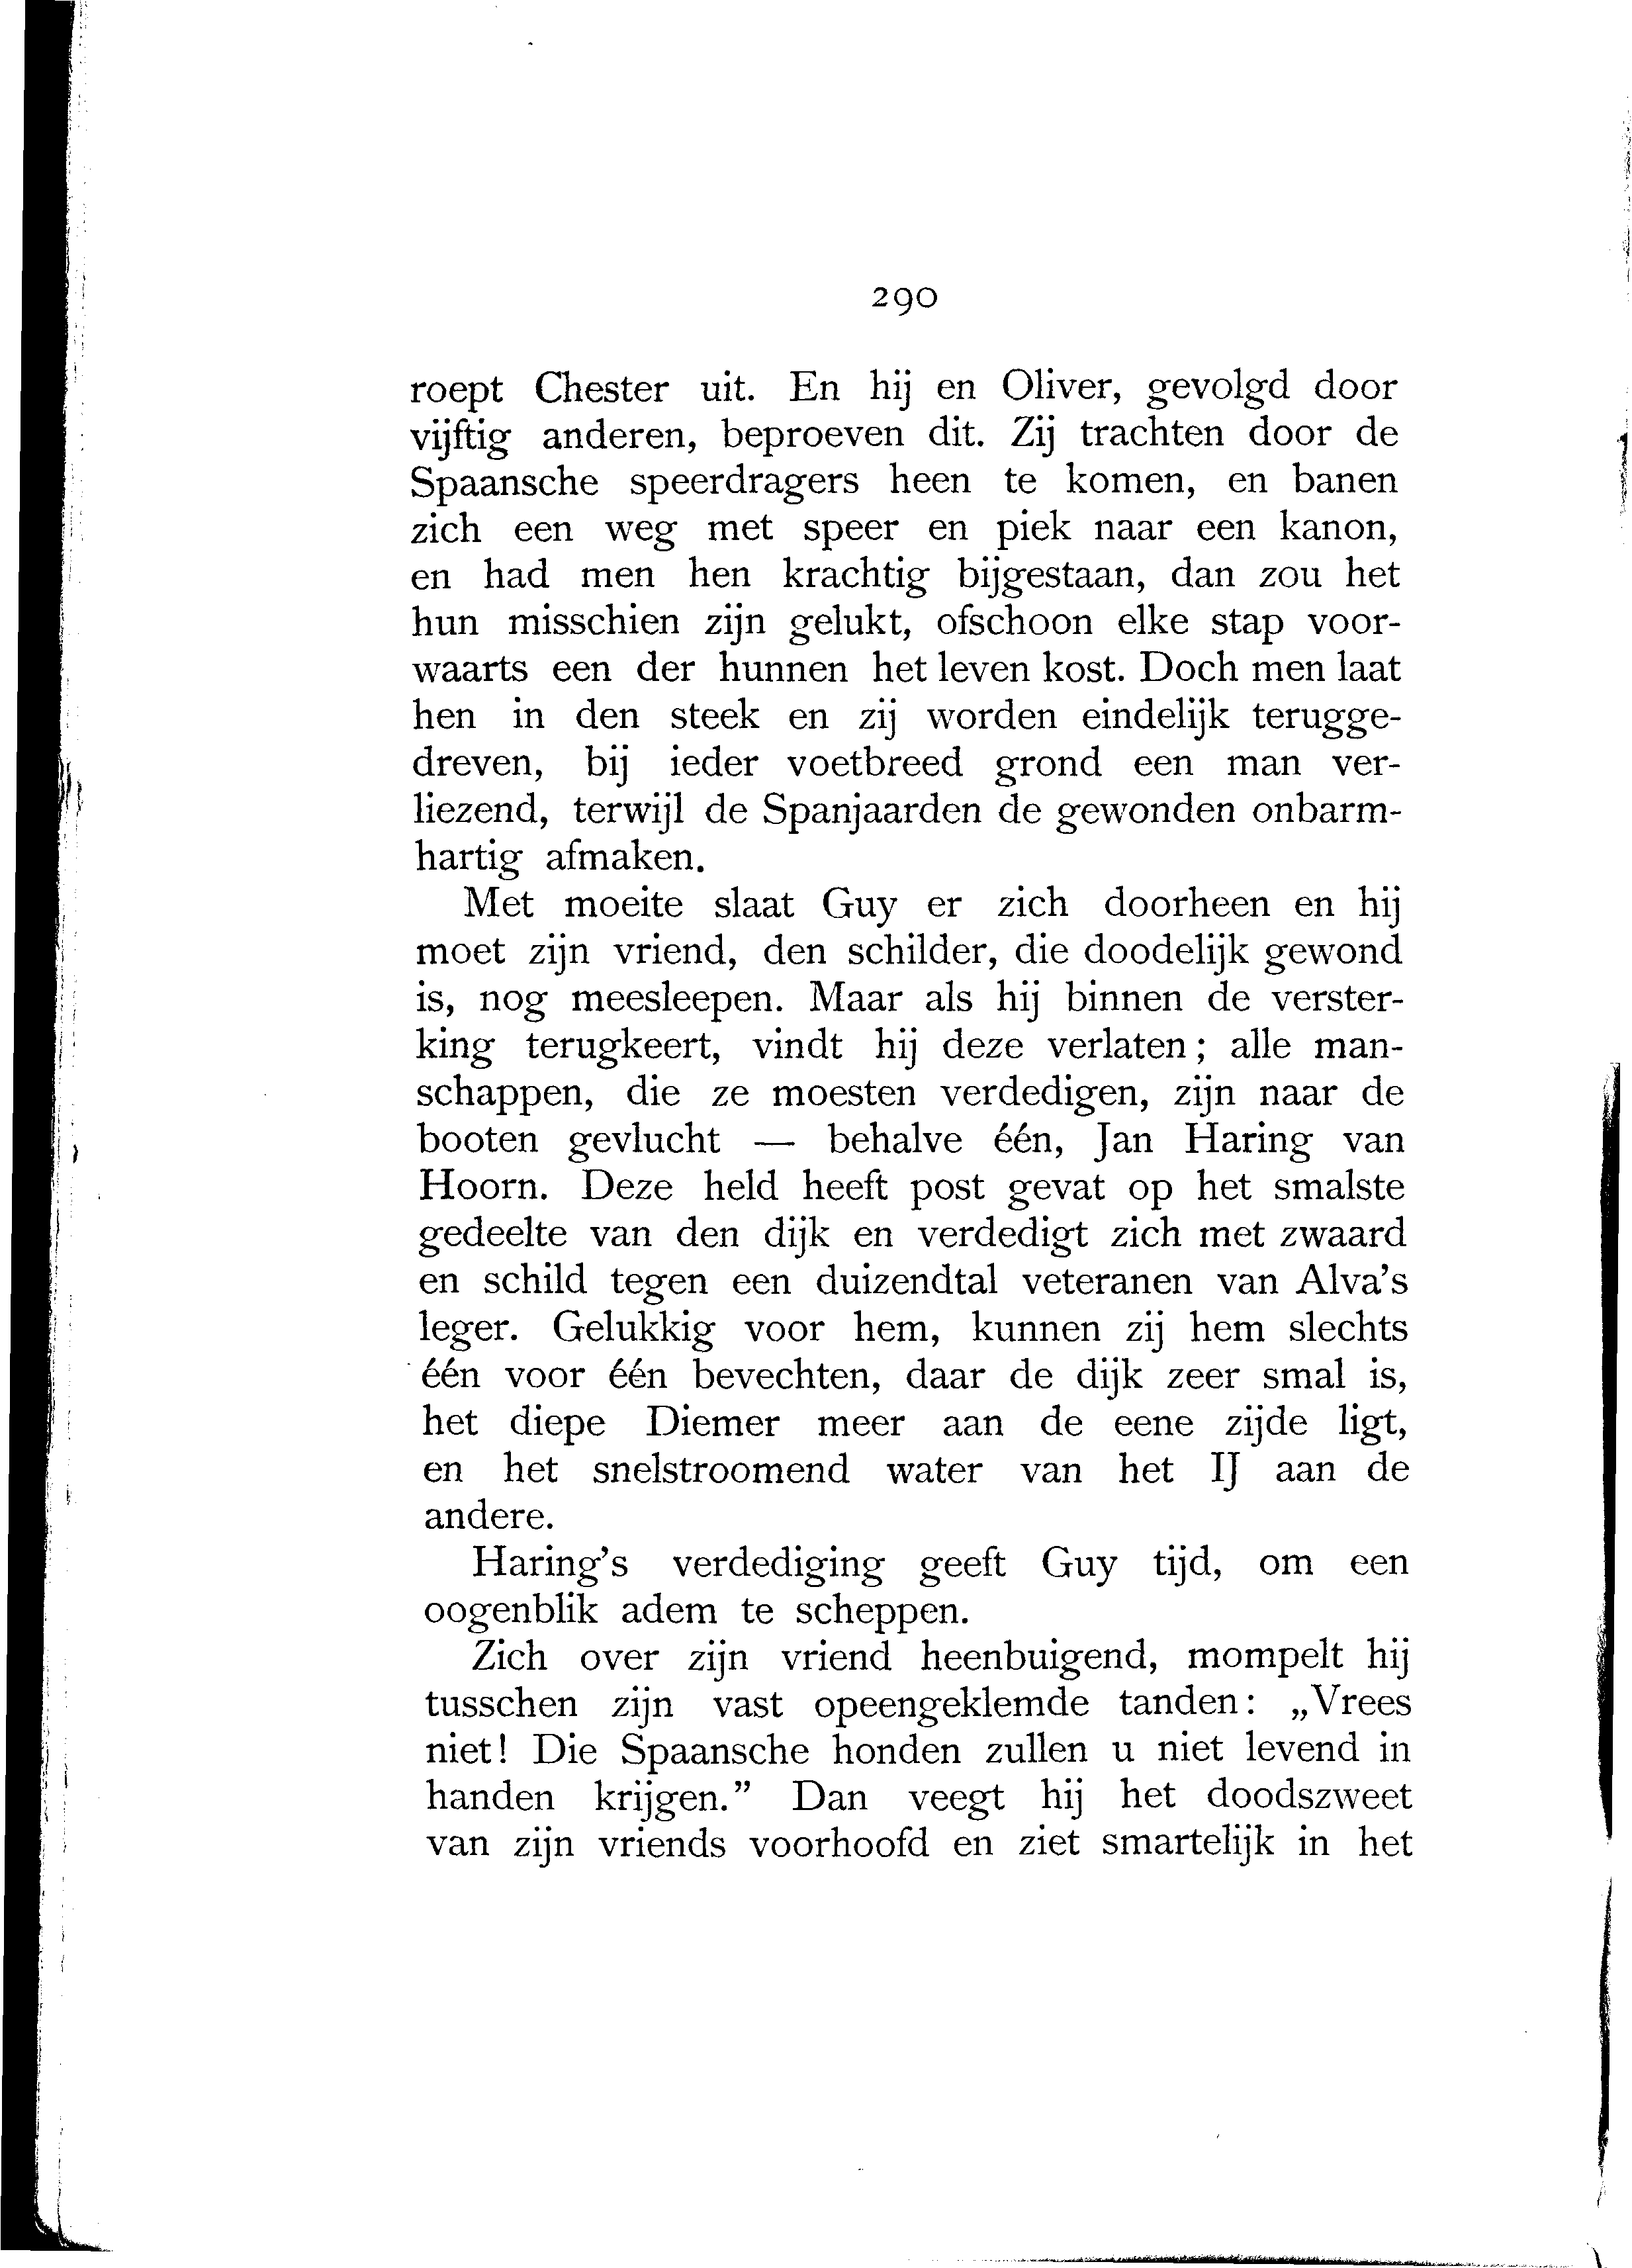 290
roept Chester uit. En hij en Oliver, gevolgd door
vijftig anderen, beproeven dit. Zij trachten door de
Spaansche speerdragers heen te komen, en banen
zich een weg met speer en piek naar een kanon,
en had men hen krachtig bijgestaan, dan zou het
hun misschien zijn gelukt, ofschoon elke stap voor-
waarts een der hunnen het leven kost. Doch men laat
hen in den steek en zij worden eindelijk terugge-
dreven, bij ieder voetbreed grond een man ver-
liezend, terwijl de Spanjaarden de gewonden onbarm-
hartig afmaken.
Met moeite slaat Guy er zich doorheen en hij
moet zijn vriend, den schilder, die doodelijk gewond
is, nog meesleepen. Maar als hij binnen de verster-
king terugkeert, vindt hij deze verlaten; alle man-
schappen, die ze moesten verdedigen, zijn naar de
booten gevlucht — behalve één, Jan Haring van
Hoorn. Deze held heeft post gevat op het smalste
gedeelte van den dijk en verdedigt zich met zwaard
en schild tegen een duizendtal veteranen van Alva's
leger. Gelukkig voor hem, kunnen zij hem slechts
één voor één bevechten, daar de dijk zeer smal is,
het diepe Diemer meer aan de eene zijde ligt,
en het snelstroomend water van het IJ aan de
andere.
Haring's verdediging geeft Guy tijd, om een
oogenblik adem te scheppen.
Zich over zijn vriend heenbuigend, mompelt hij
tusschen zijn vast opeengeklemde tanden: „Vrees
niet! Die Spaansche honden zullen u niet levend in
handen krijgen.” Dan veegt hij het doodszweet
van zijn vriends voorhoofd en ziet smartelijk in het